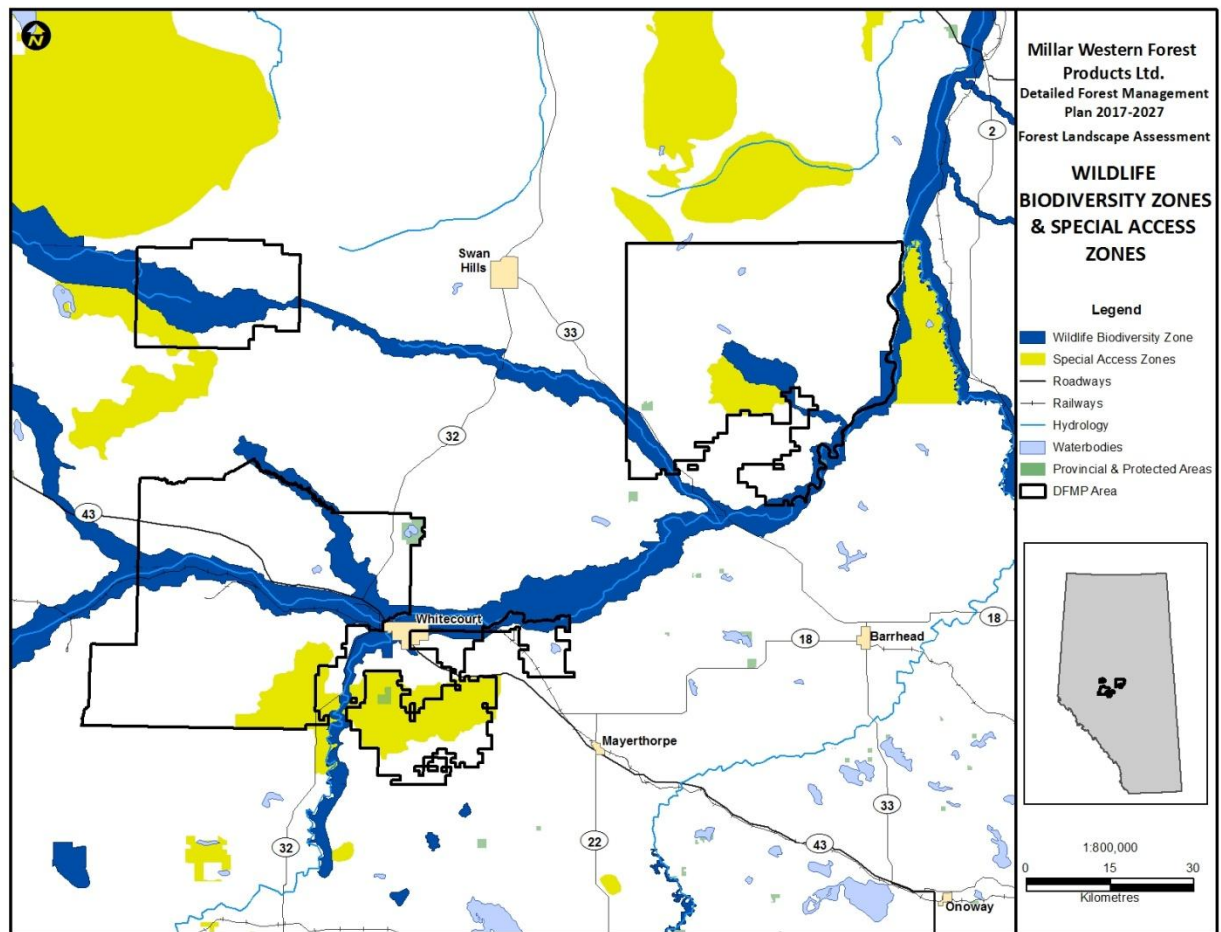 N
Swan
Hills
33
32
2
43
Whitecourt
18
Barrhead
18
Mayerthorpe
33
32
22
43
Onoway
Millar Western Forest
Products Ltd.
Detailed Forest Management
Plan 2017-2027
Forest Landscape Assessment
WILDLIFE
BIODIVERSITY ZONES
& SPECIAL ACCESS
ZONES
Legend
Wildlife Biodiversity Zone
Special Access Zones
Roadways
Railways
Hydrology
Waterbodies
Provincial & Protected Areas
DFMP Area
1:800,000
0 15 30
Kilometres